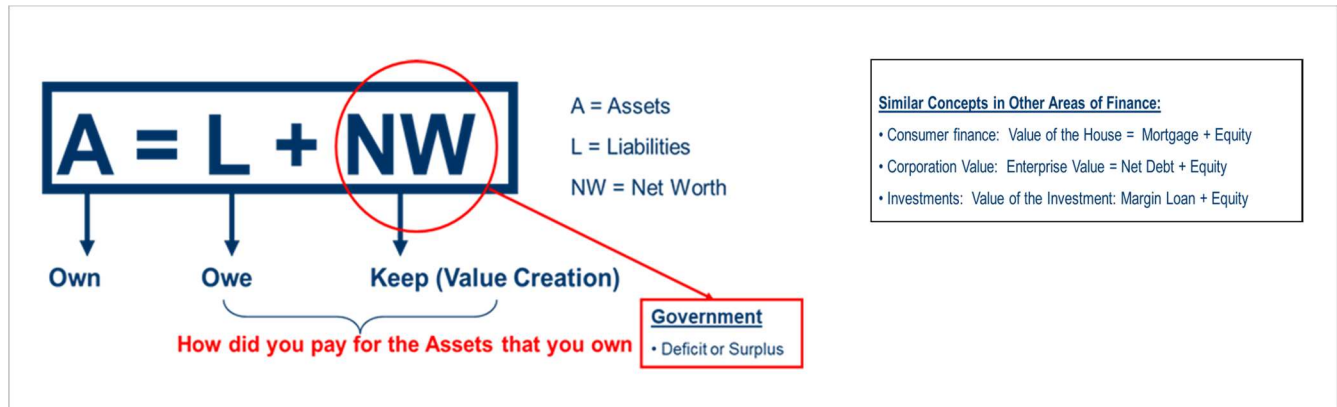 A = L + NW
A = Assets
L = Liabilities
NW = Net Worth
Own
Owe
Keep (Value Creation)
How did you pay for the Assets that you own
Government
• Deficit or Surplus
Similar Concepts in Other Areas of Finance:
• Consumer finance: Value of the House = Mortgage + Equity
• Corporation Value: Enterprise Value = Net Debt + Equity
• Investments: Value of the Investment: Margin Loan + Equity